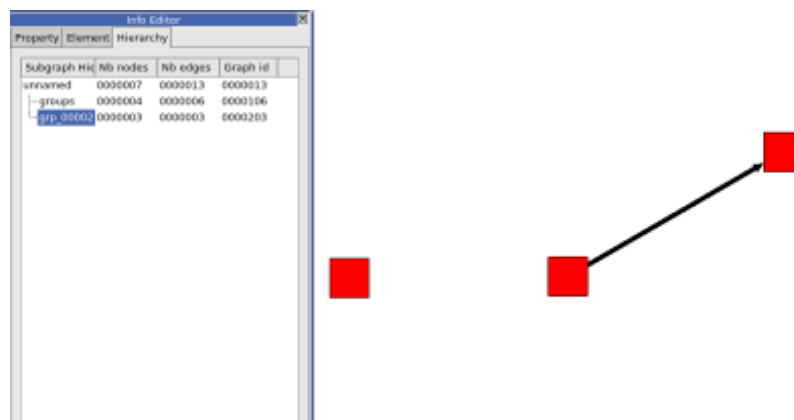 Info Editor
Property Element Hierarchy
Subgraph Hie Nb nodes Nb edges Graph id
unnamed 0000007 0000013 0000013
groups 0000004 0000006 0000106
grp_00002 0000003 0000003 0000203